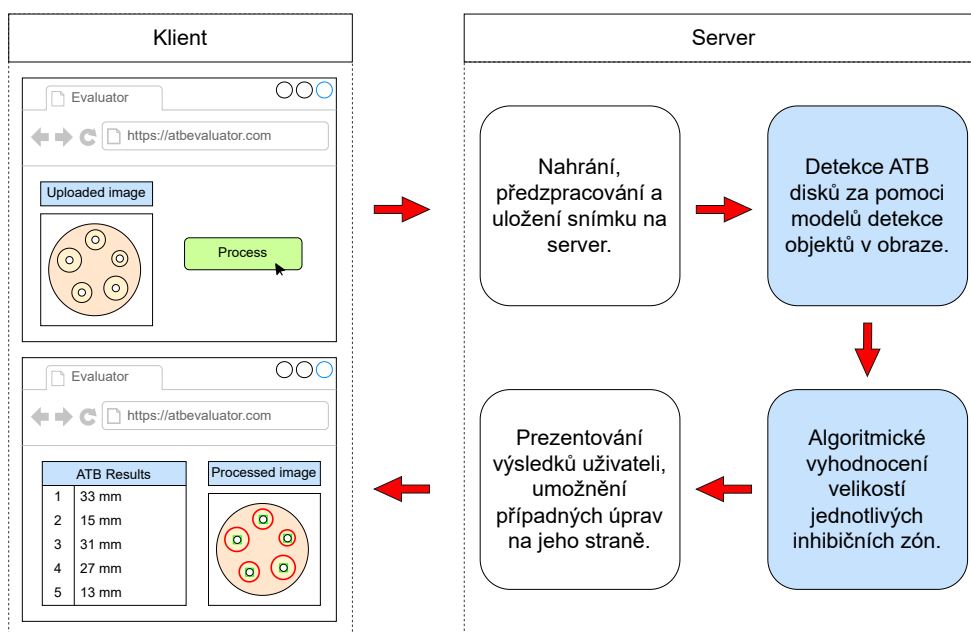 Klient
Evaluator
https://atbevaluator.com
Uploaded image
Process
Evaluator
https://atbevaluator.com
ATB Results
1 33 mm
2 15 mm
3 31 mm
4 27 mm
5 13 mm
Processed image
Server
Nahrání,
předzpracování a
uložení snímku na
server.
Detekce ATB
disků za pomoci
modelů detekce
objektů v obraze.
Algoritmické
vyhodnocení
velikostí
jednotlivých
inhibičních zón.
Prezentování
výsledků uživateli,
umožnění
případných úprav
na jeho straně.